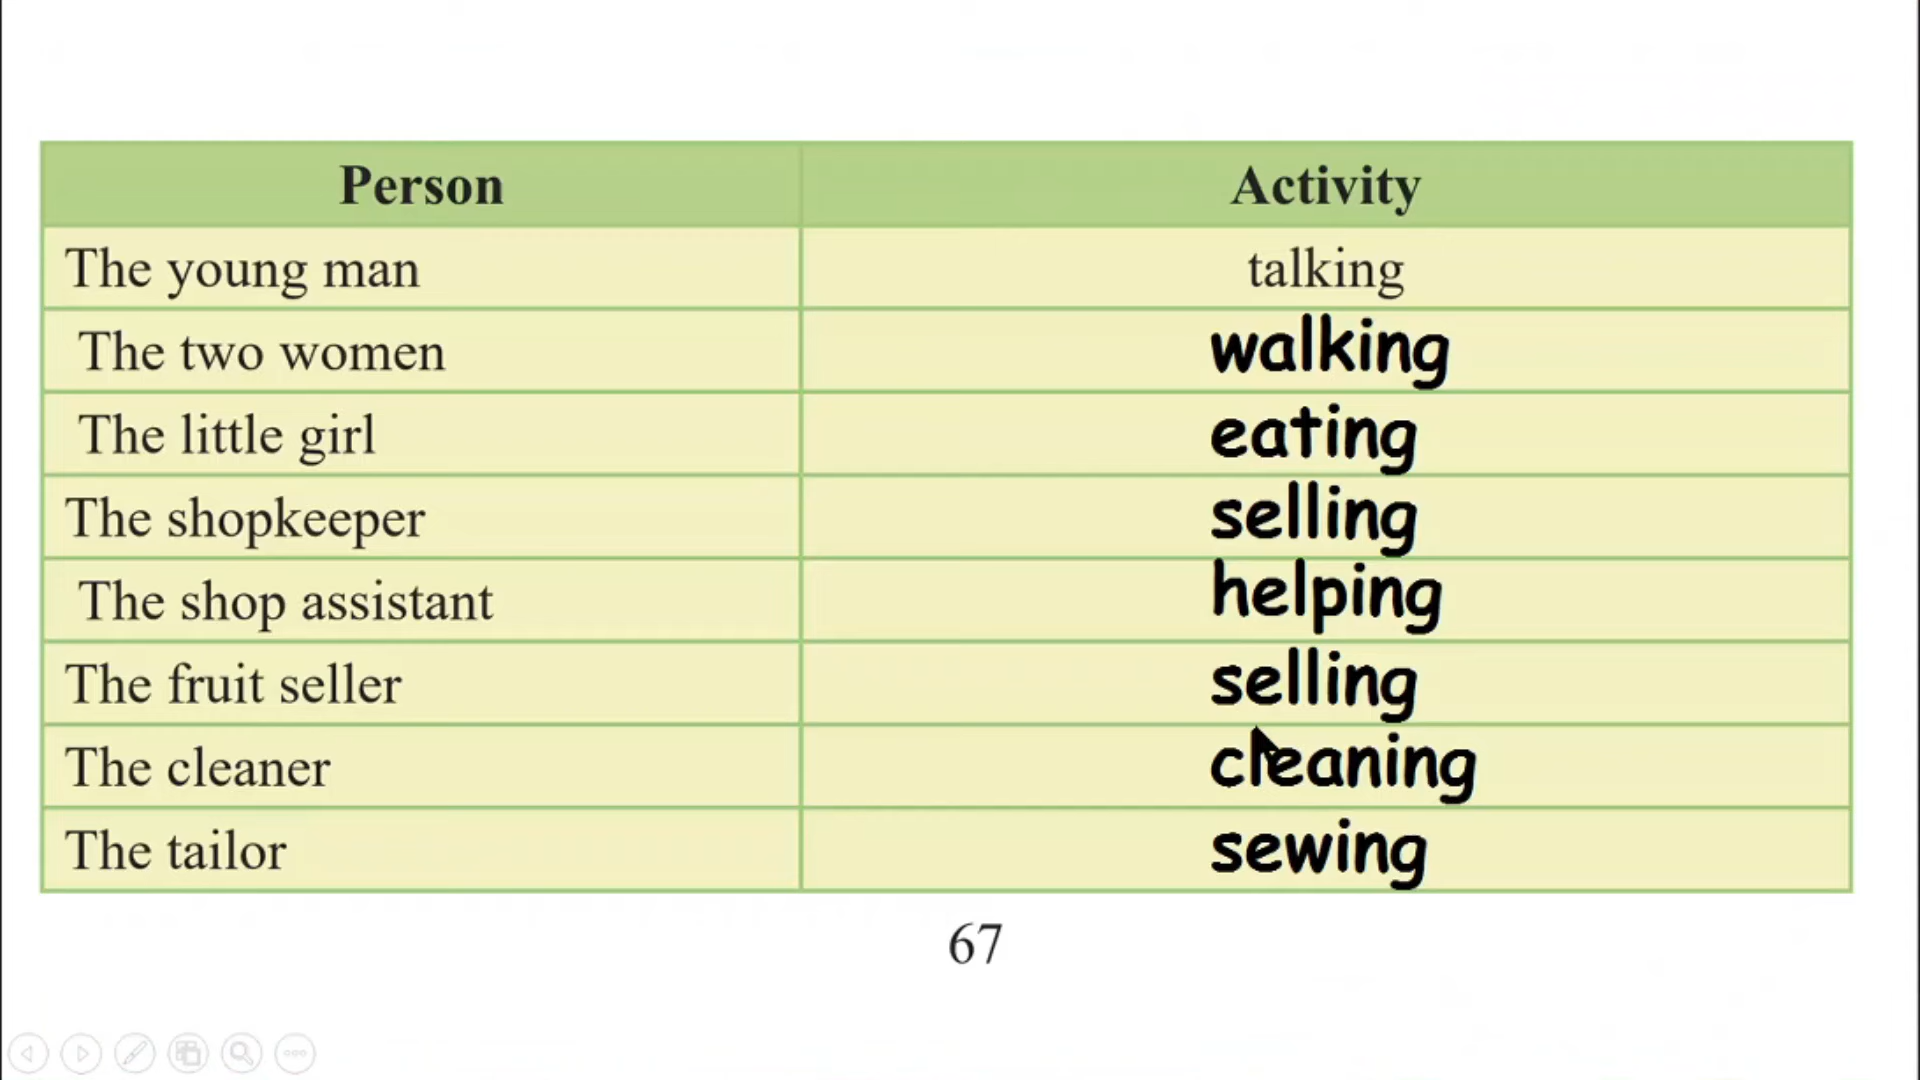 Person Activity
The young man talking
The two women walking
The little girl eating
The shopkeeper selling
The shop assistant helping
The fruit seller selling
The cleaner cleaning
The tailor sewing
67